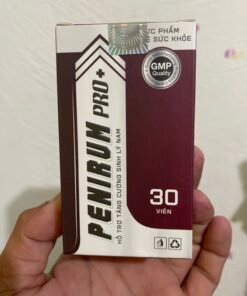 ỰC PHẨM
Ệ SỨC KHỎE
GMP
Quality
PENIRUM PRO+
HỖ TRỢ TĂNG CƯỜNG SINH LÝ NAM
30
VIÊN